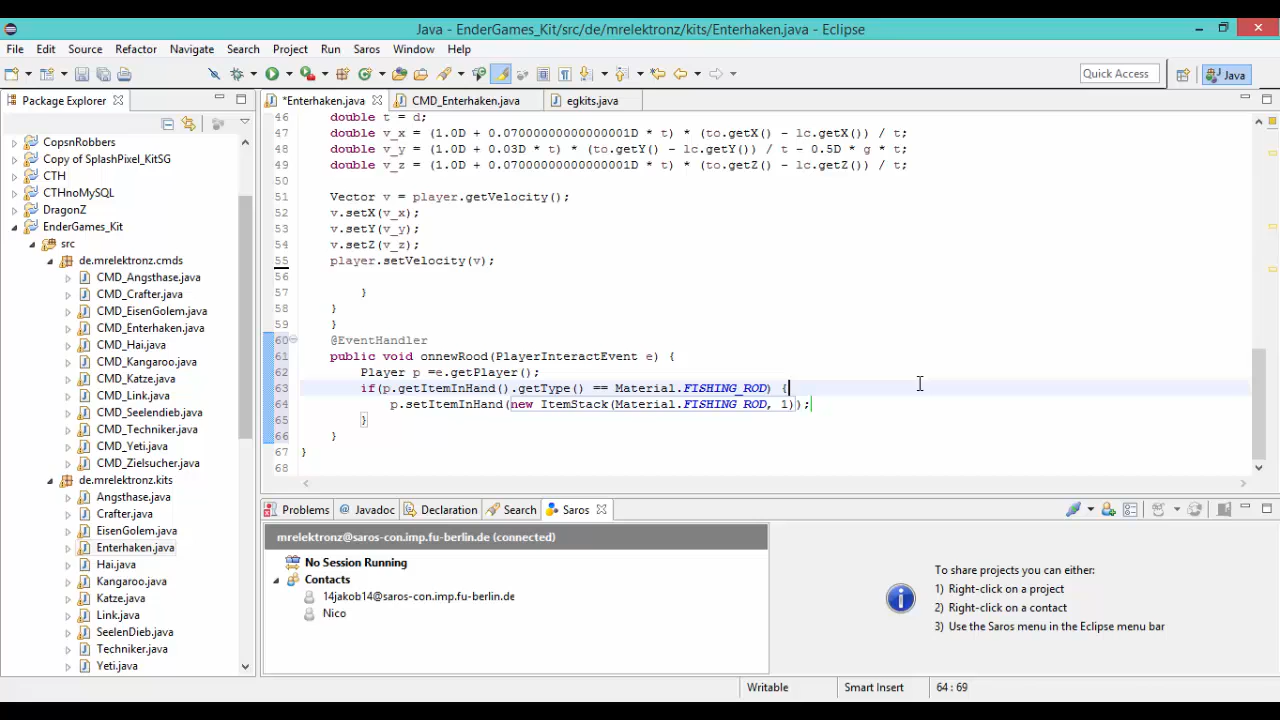 Java - EnderGames_Kit/src/de/mrelektronz/kits/Enterhaken.java - Eclipse
File Edit Source Refactor Navigate Search Project Run Saros Window Help
Quick Access
Java
Package Explorer
CopsnRobbers
Copy of SplashPixel_KitSG
CTH
CTHnoMySQL
DragonZ
EnderGames_Kit
src
de.mrelektronz.cmds
CMD_Angsthase.java
CMD_Crafter.java
CMD_EisenGolem.java
CMD_Enterhaken.java
CMD_Hai.java
CMD_Kangaroo.java
CMD_Katze.java
CMD_Link.java
CMD_Seelendieb.java
CMD_Techniker.java
CMD_Yeti.java
CMD_Zielsucher.java
de.mrelektronz.kits
Angsthase.java
Crafter.java
EisenGolem.java
Enterhaken.java
Hai.java
Kangaroo.java
Katze.java
Link.java
SeelenDieb.java
Techniker.java
Yeti.java
*Enterhaken.java
CMD_Enterhaken.java
egkits.java
46 double t = d;
47 double v_x = (1.0D + 0.07000000000000001D * t) * (to.getX() - lc.getX()) / t;
48 double v_y = (1.0D + 0.03D * t) * (to.getY() - lc.getY()) / t - 0.5D * g * t;
49 double v_z = (1.0D + 0.07000000000000001D * t) * (to.getZ() - lc.getZ()) / t;
50
51 Vector v = player.getVelocity();
52 v.setX(v_x);
53 v.setY(v_y);
54 v.setZ(v_z);
55 player.setVelocity(v);
56
57 }
58 }
59 }
60 @EventHandler
61 public void onnewRood(PlayerInteractEvent e) {
62 Player p =e.getPlayer();
63 if(p.getItemInHand().getType() == Material.FISHING_ROD) {
64 p.setItemInHand(new ItemStack(Material.FISHING_ROD, 1));
65 }
66 }
67 }
68
Problems @ Javadoc Declaration Search Saros
mrelektronz@saros-con.imp.fu-berlin.de (connected)
No Session Running
Contacts
14jakob14@saros-con.imp.fu-berlin.de
Nico
To share projects you can either:
1) Right-click on a project
2) Right-click on a contact
3) Use the Saros menu in the Eclipse menu bar
Writable
Smart Insert
64 : 69